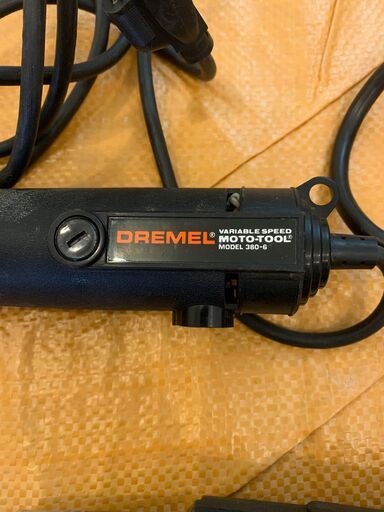 DREMEL®
VARIABLE SPEED
MOTO-TOOL®
MODEL 380-6